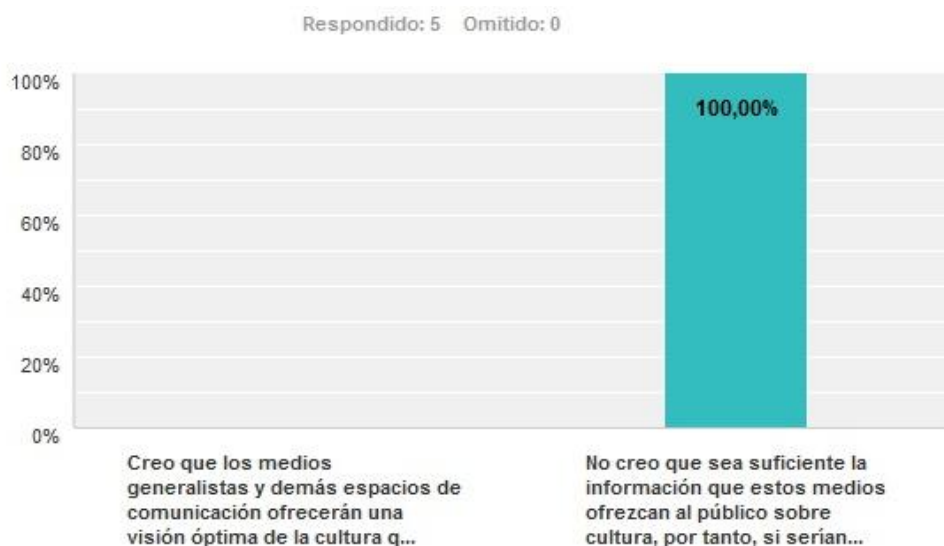 Respondido: 5 Omitido: 0
100%
100,00%
80%
60%
40%
20%
0%
Creo que los medios
generalistas y demás espacios de
comunicación ofrecerán una
visión óptima de la cultura q...
No creo que sea suficiente la
información que estos medios
ofrezcan al público sobre
cultura, por tanto, si serían...